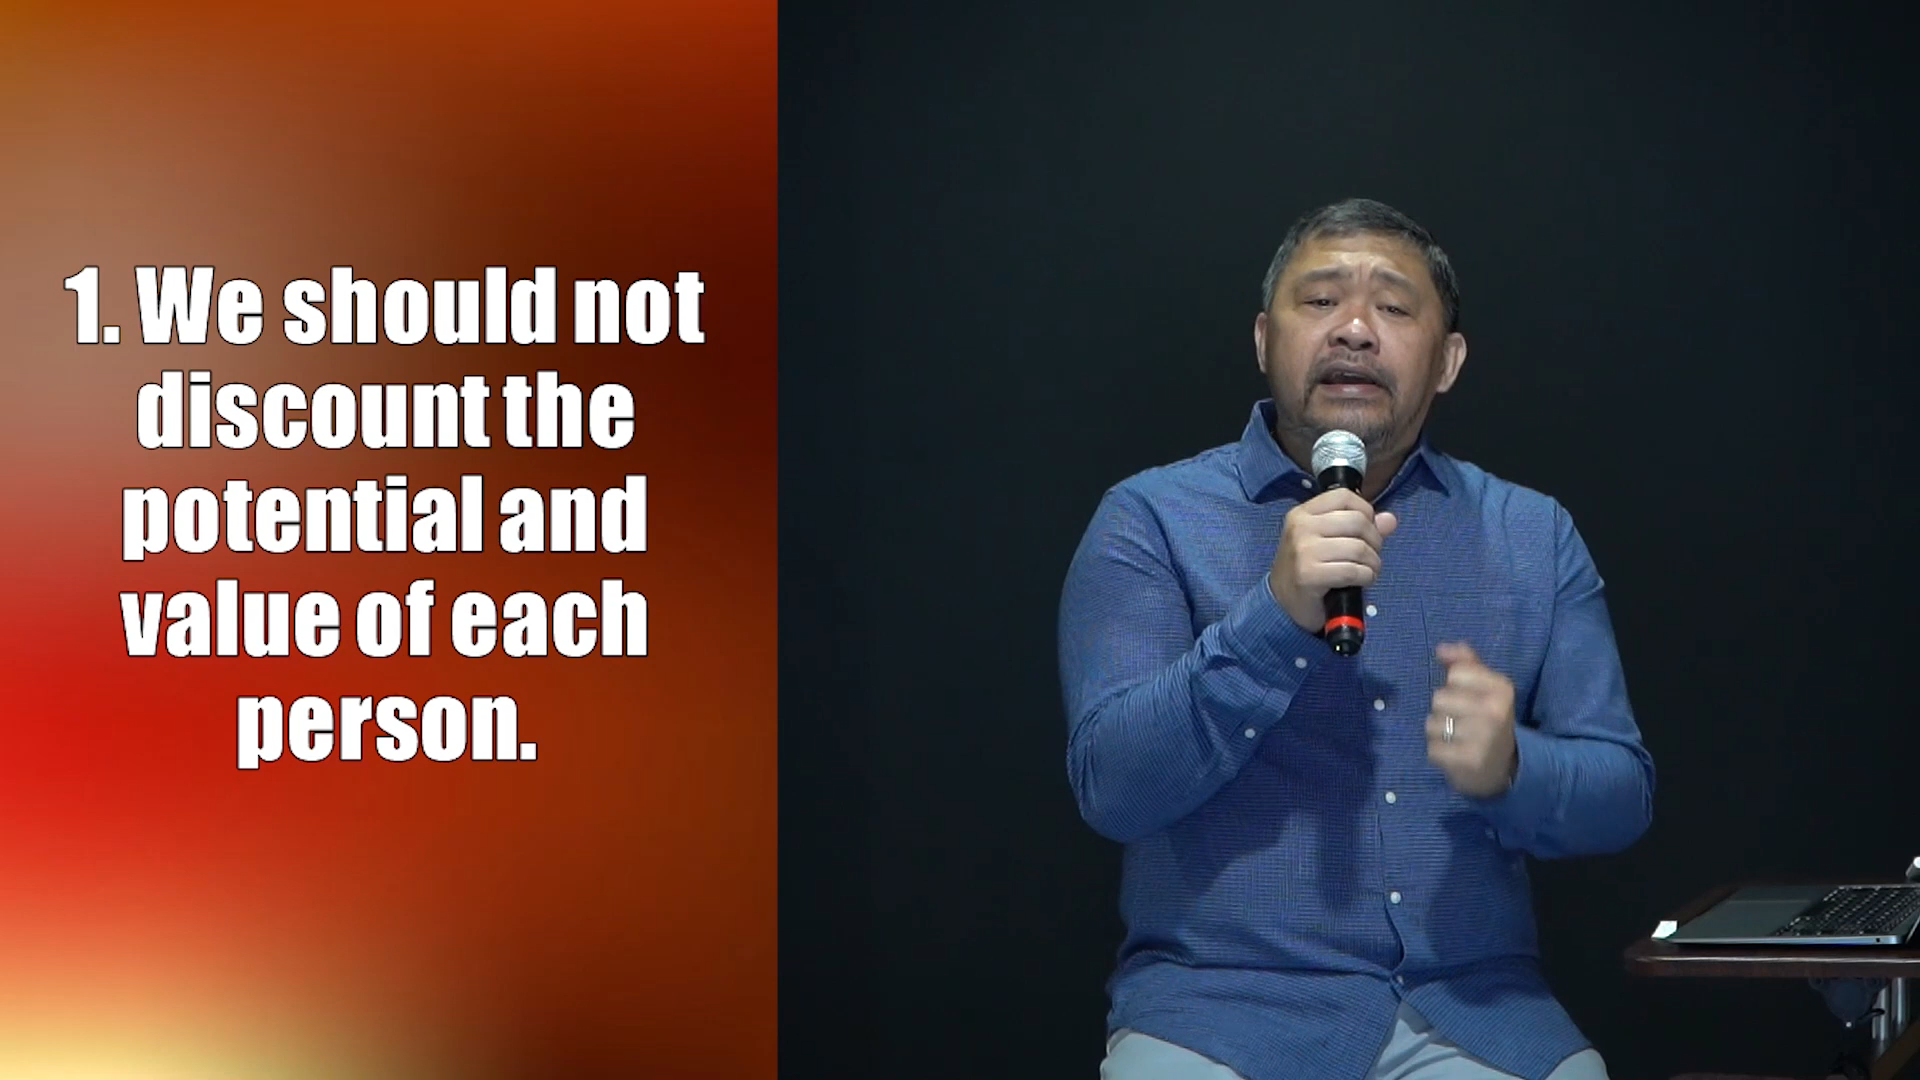 1. We should not
discount the
potential and
value of each
person.